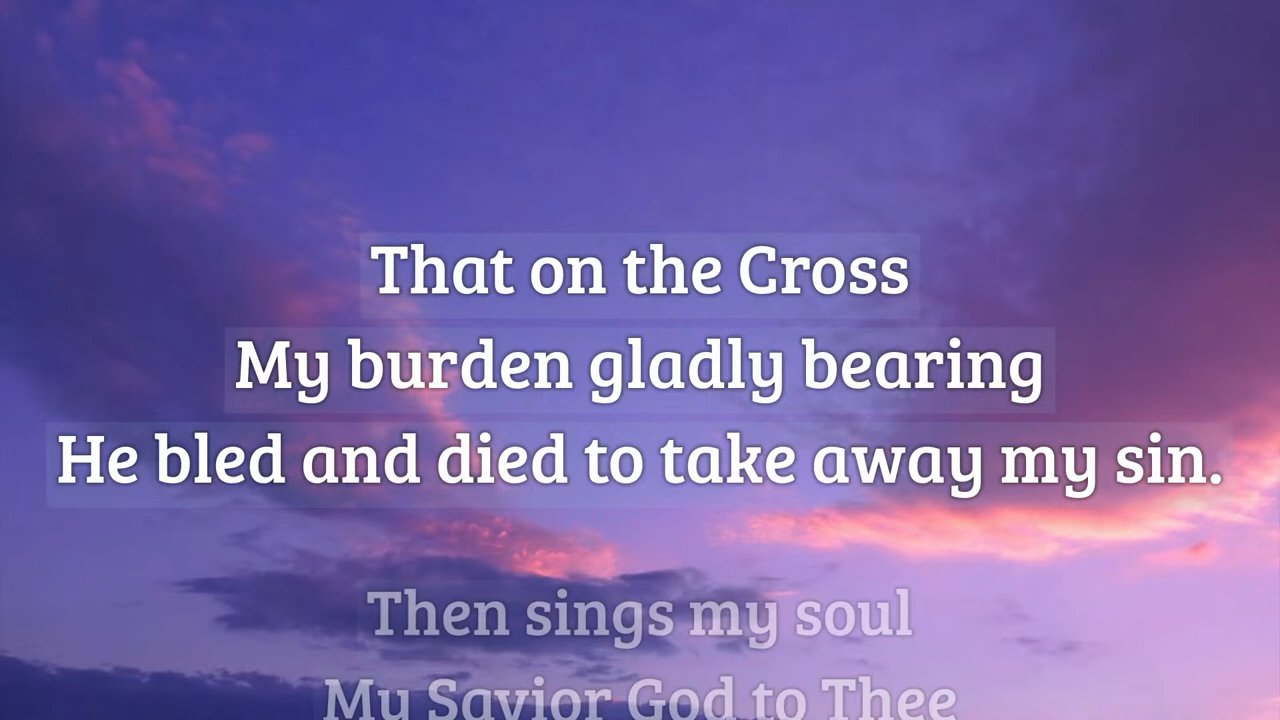 That on the Cross
My burden gladly bearing
He bled and died to take away my sin.
Then sings my soul
My Savior God to Thee